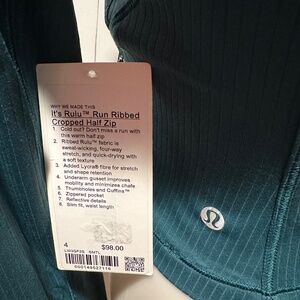 WHY WE MADE THIS
It's Rulu™ Run Ribbed
Cropped Half Zip
1. Cold out? Don't miss a run with
this warm half zip
2. Ribbed Rulu™ fabric is
sweat-wicking, four-way
stretch, and quick-drying with
a soft texture
3. Added Lycra® fibre for stretch
and shape retention
4. Underarm gusset improves
mobility and minimizes chafe
5. Thumbholes and Cuffins™
6. Zippered pocket
7. Reflective details
8. Slim fit, waist length
4
$98.00